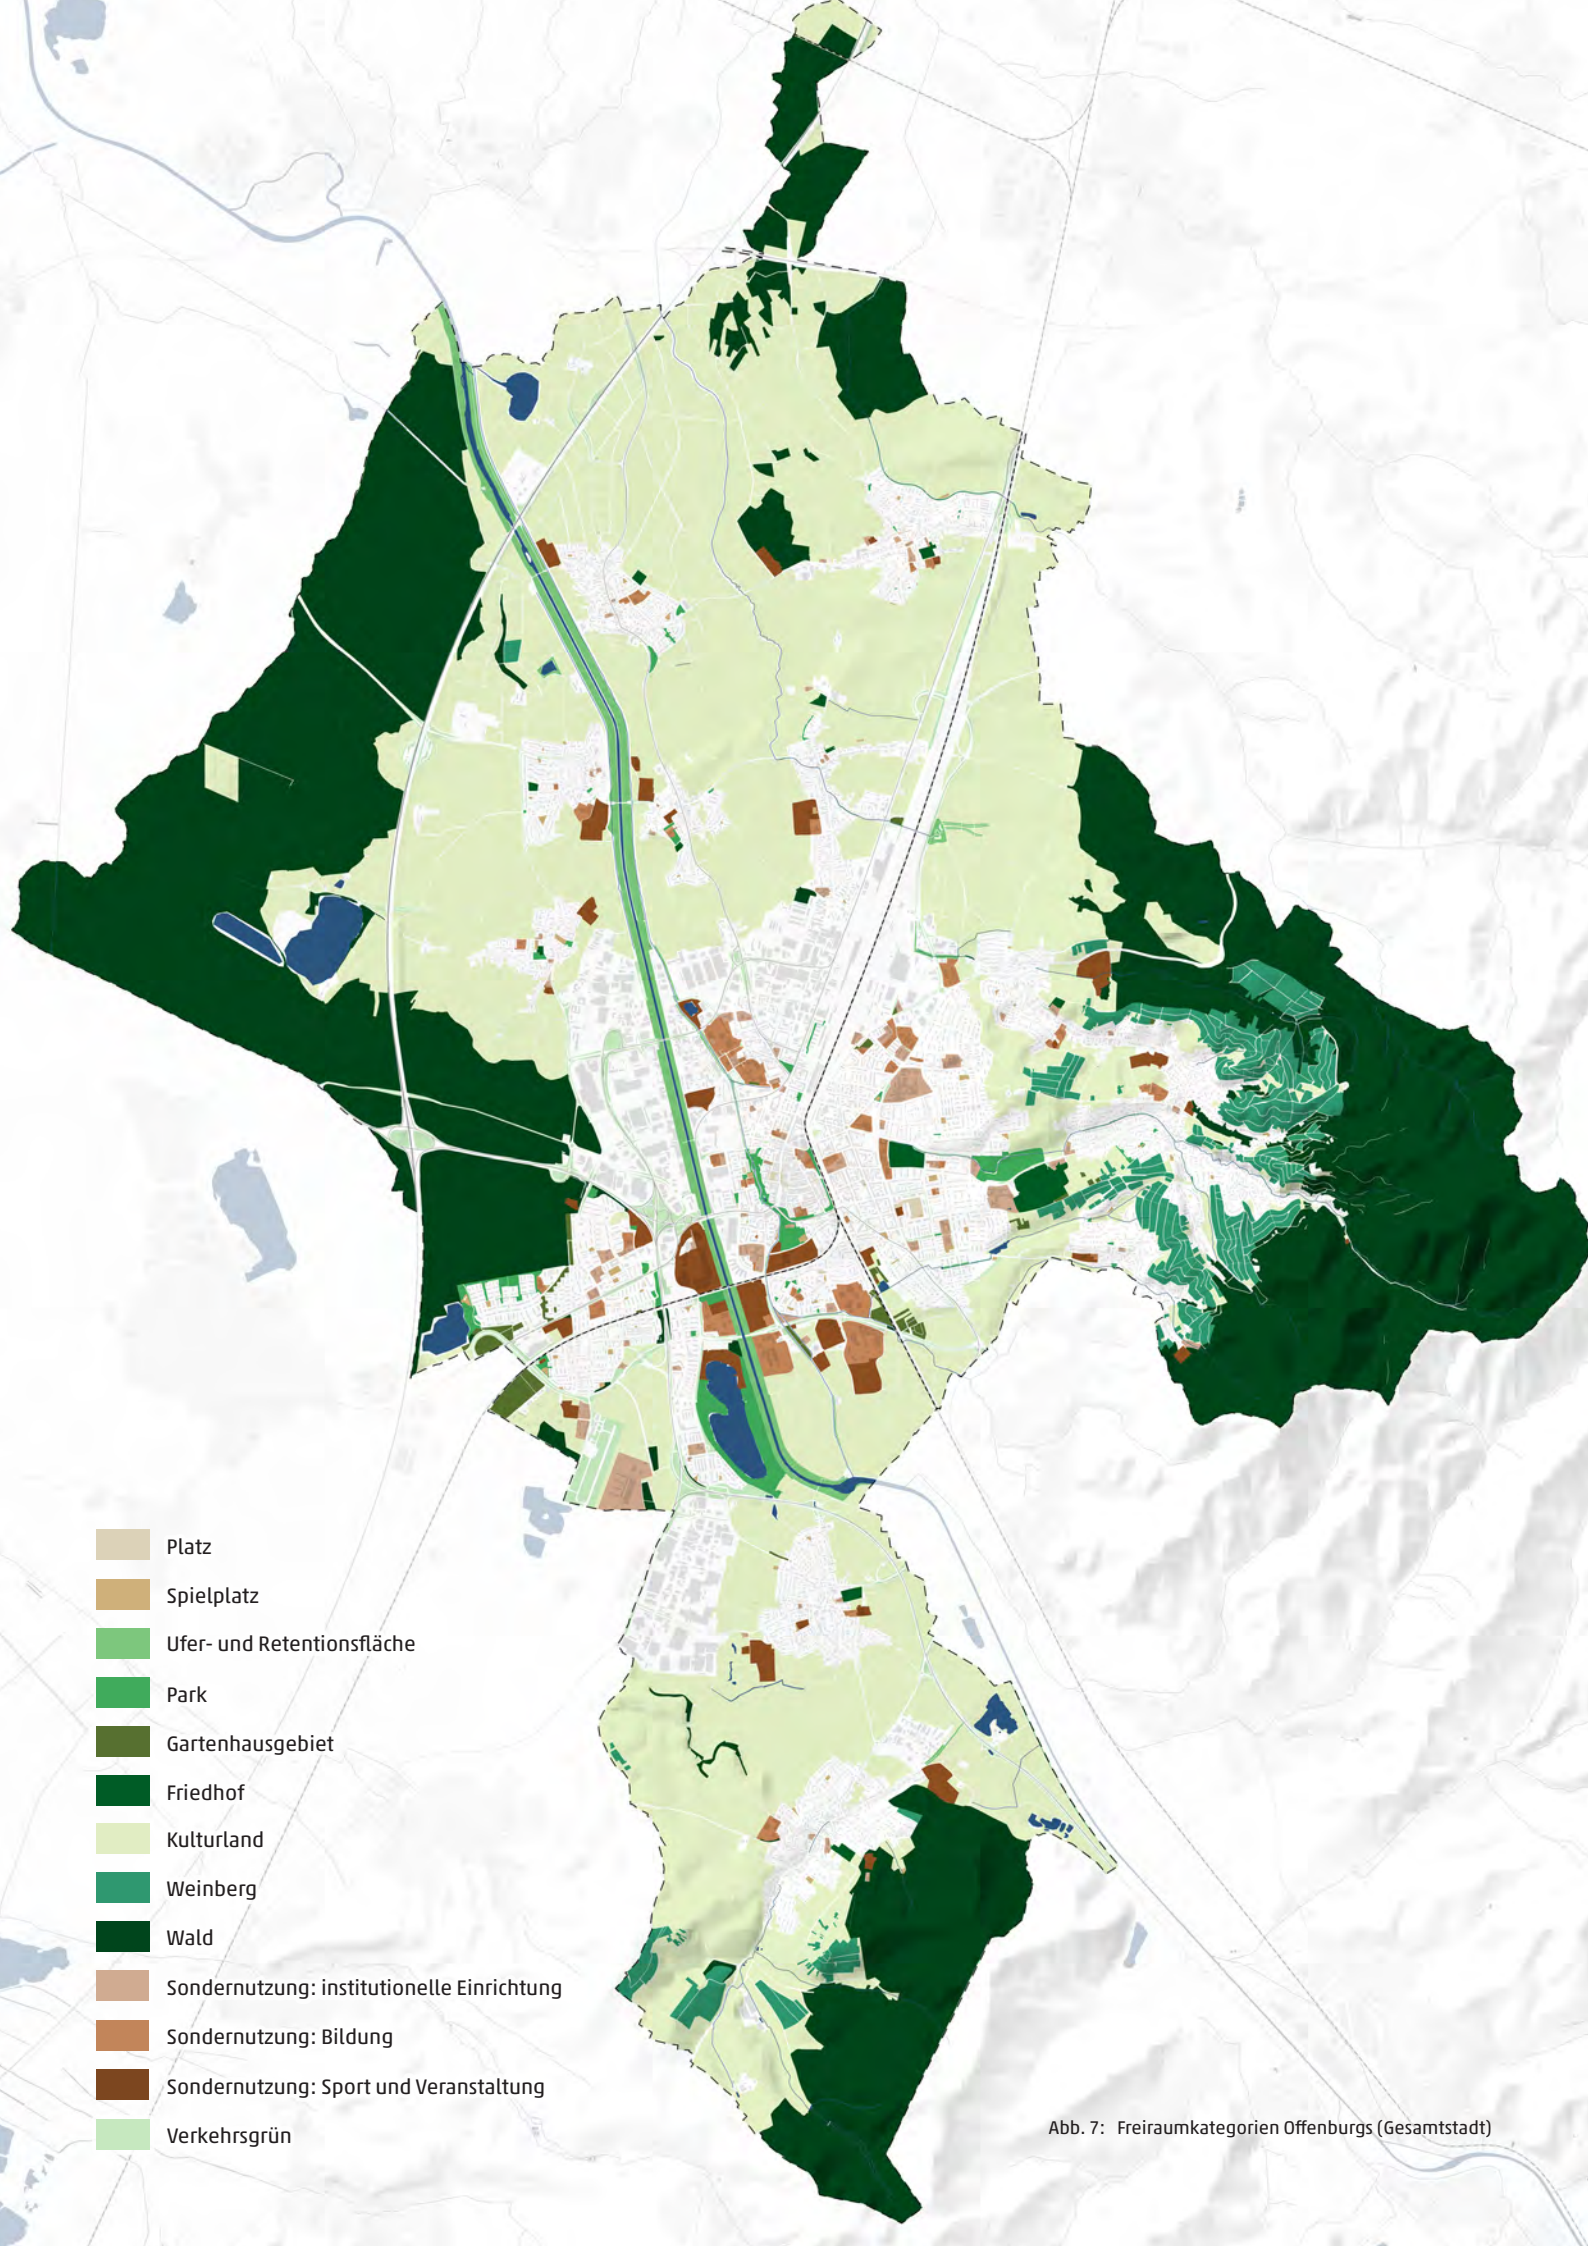 Platz
Spielplatz
Ufer- und Retentionsfläche
Park
Gartenhausgebiet
Friedhof
Kulturland
Weinberg
Wald
Sondernutzung: institutionelle Einrichtung
Sondernutzung: Bildung
Sondernutzung: Sport und Veranstaltung
Verkehrsgrün
Abb. 7: Freiraumkategorien Offenburgs (Gesamtstadt)